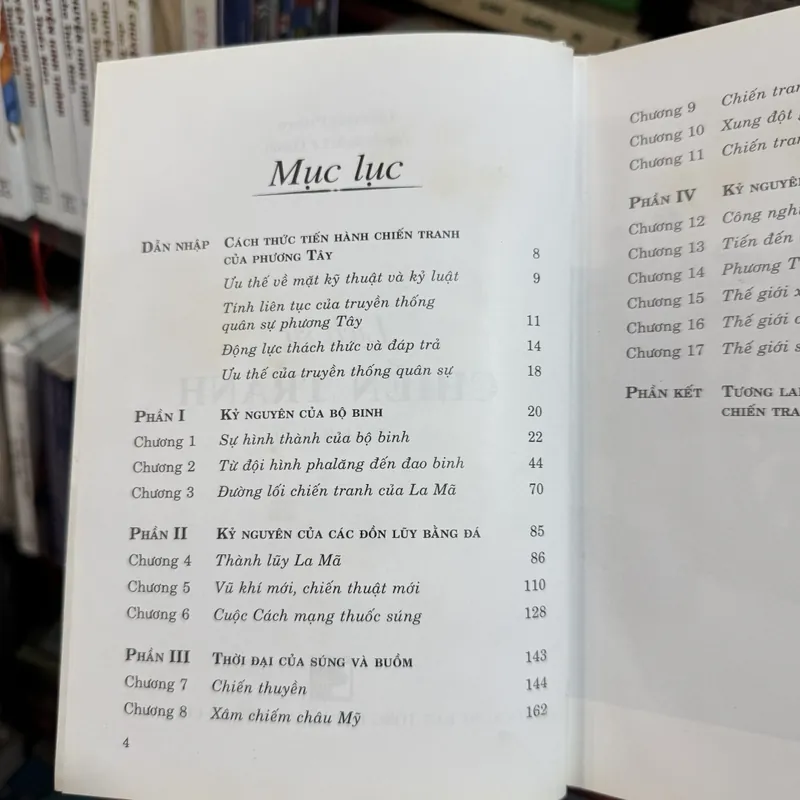 Mục lục
DẪN NHẬP CÁCH THỨC TIẾN HÀNH CHIẾN TRANH
CỦA PHƯƠNG TÂY 8
Ưu thế về mặt kỹ thuật và kỷ luật 9
Tính liên tục của truyền thống
quân sự phương Tây 11
Động lực thách thức và đáp trả 14
Ưu thế của truyền thống quân sự 18
PHẦN I KỶ NGUYÊN CỦA BỘ BINH 20
Chương 1 Sự hình thành của bộ binh 22
Chương 2 Từ đội hình phalăng đến đao binh 44
Chương 3 Đường lối chiến tranh của La Mã 70
PHẦN II KỶ NGUYÊN CỦA CÁC ĐỒN LŨY BẰNG ĐÁ 85
Chương 4 Thành lũy La Mã 86
Chương 5 Vũ khí mới, chiến thuật mới 110
Chương 6 Cuộc Cách mạng thuốc súng 128
PHẦN III THỜI ĐẠI CỦA SÚNG VÀ BUỒM 143
Chương 7 Chiến thuyền 144
Chương 8 Xâm chiếm châu Mỹ 162
4
Chương 9 Chiến
Chương 10 Xung đột
Chương 11 Chiến
PHẦN IV KỶ NGUYÊN
Chương 12 Công
Chương 13 Tiến đến
Chương 14 Phương
Chương 15 Thế giới
Chương 16 Thế giới
Chương 17 Thế giới
PHẦN KẾT TƯƠNG
CHIẾN